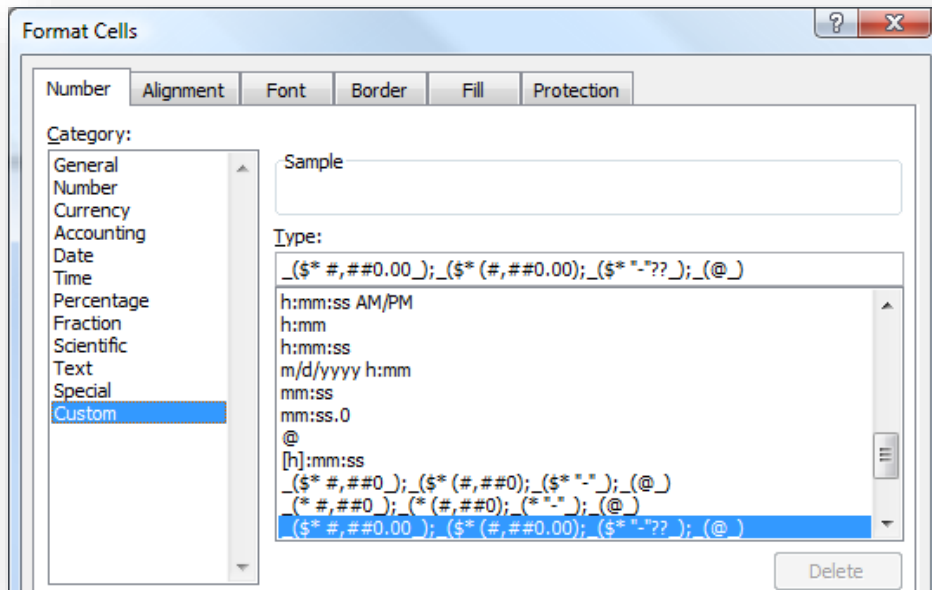 Format Cells
? X
Number Alignment Font Border Fill Protection
Category:
General
Number
Currency
Accounting
Date
Time
Percentage
Fraction
Scientific
Text
Special
Custom
Sample
Type:
_($* #,##0.00_);_($* (#,##0.00);_($* "-"??_);_(@_)
h:mm:ss AM/PM
h:mm
h:mm:ss
m/d/yyyy h:mm
mm:ss
mm:ss.0
@
[h]:mm:ss
_($* #,##0_);_($* (#,##0);_($* "-"_);_(@_)
_(* #,##0_);_(* (#,##0);_(* "-"_);_(@_)
_($* #,##0.00_);_($* (#,##0.00);_($* "-"??_);_(@_)
Delete